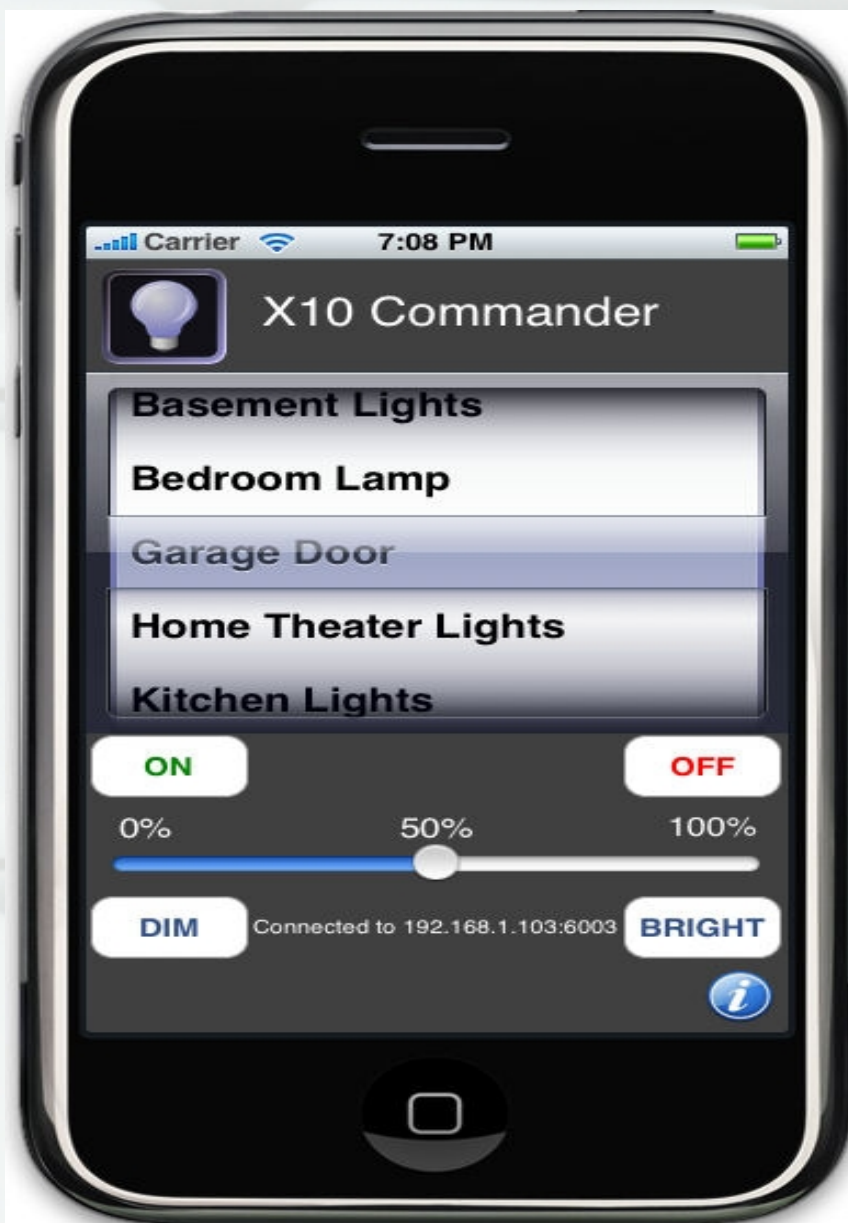 Carrier 7:08 PM
X10 Commander
Basement Lights
Bedroom Lamp
Garage Door
Home Theater Lights
Kitchen Lights
ON OFF
0% 50% 100%
DIM Connected to 192.168.1.103:6003 BRIGHT
i